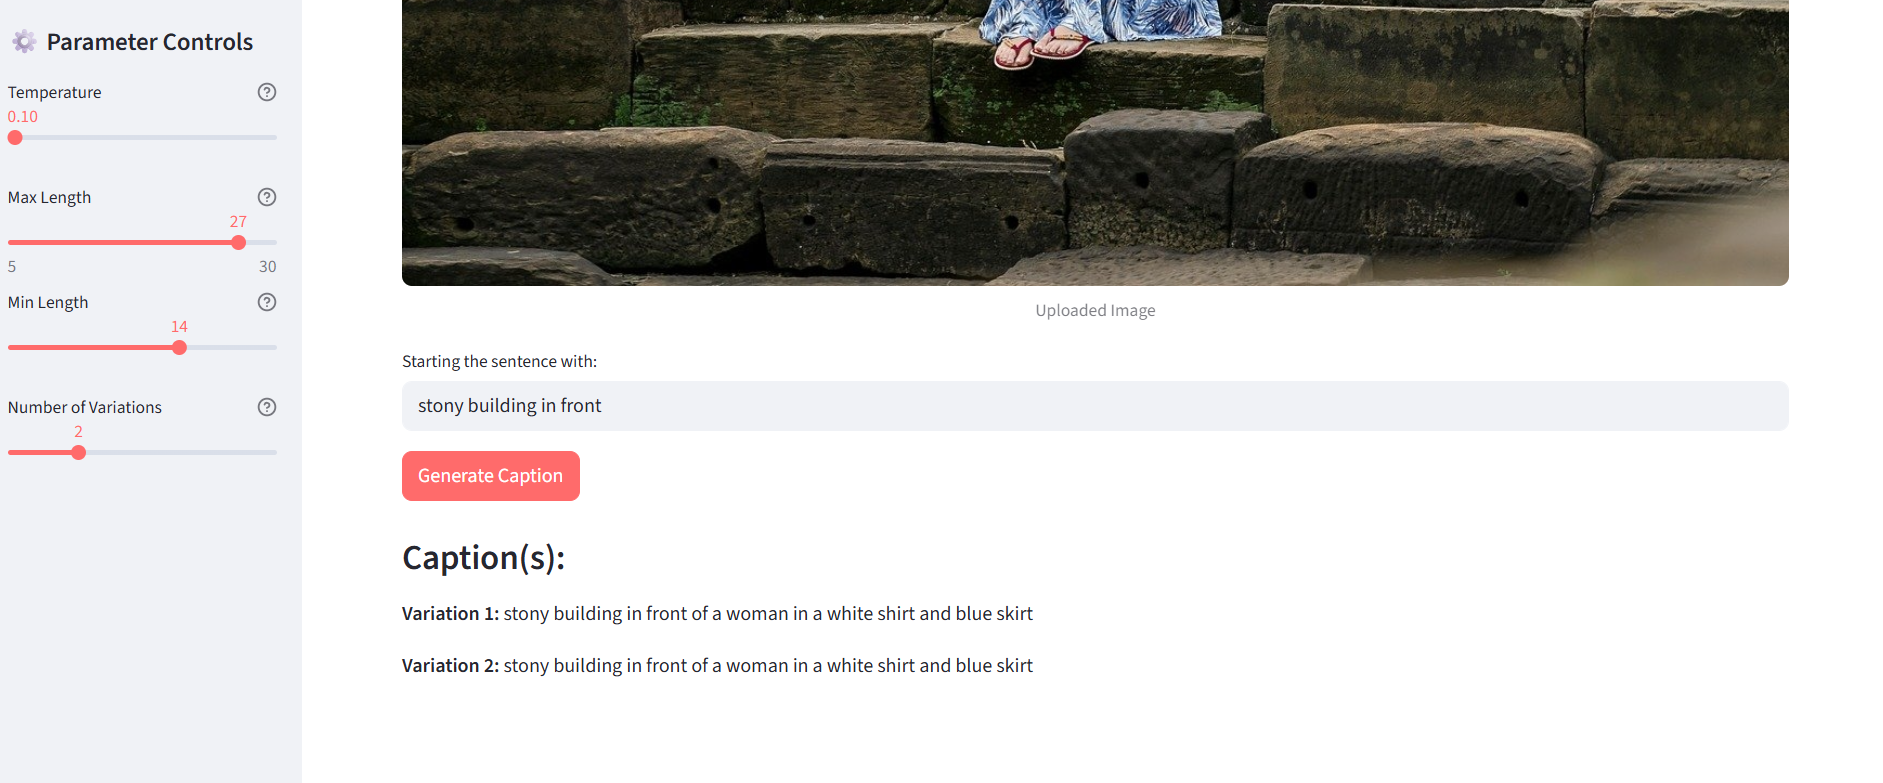 Parameter Controls
Temperature
0.10
Max Length
27
5 30
Min Length
14
Number of Variations
2
Uploaded Image
Starting the sentence with:
stony building in front
Generate Caption
Caption(s):
Variation 1: stony building in front of a woman in a white shirt and blue skirt
Variation 2: stony building in front of a woman in a white shirt and blue skirt